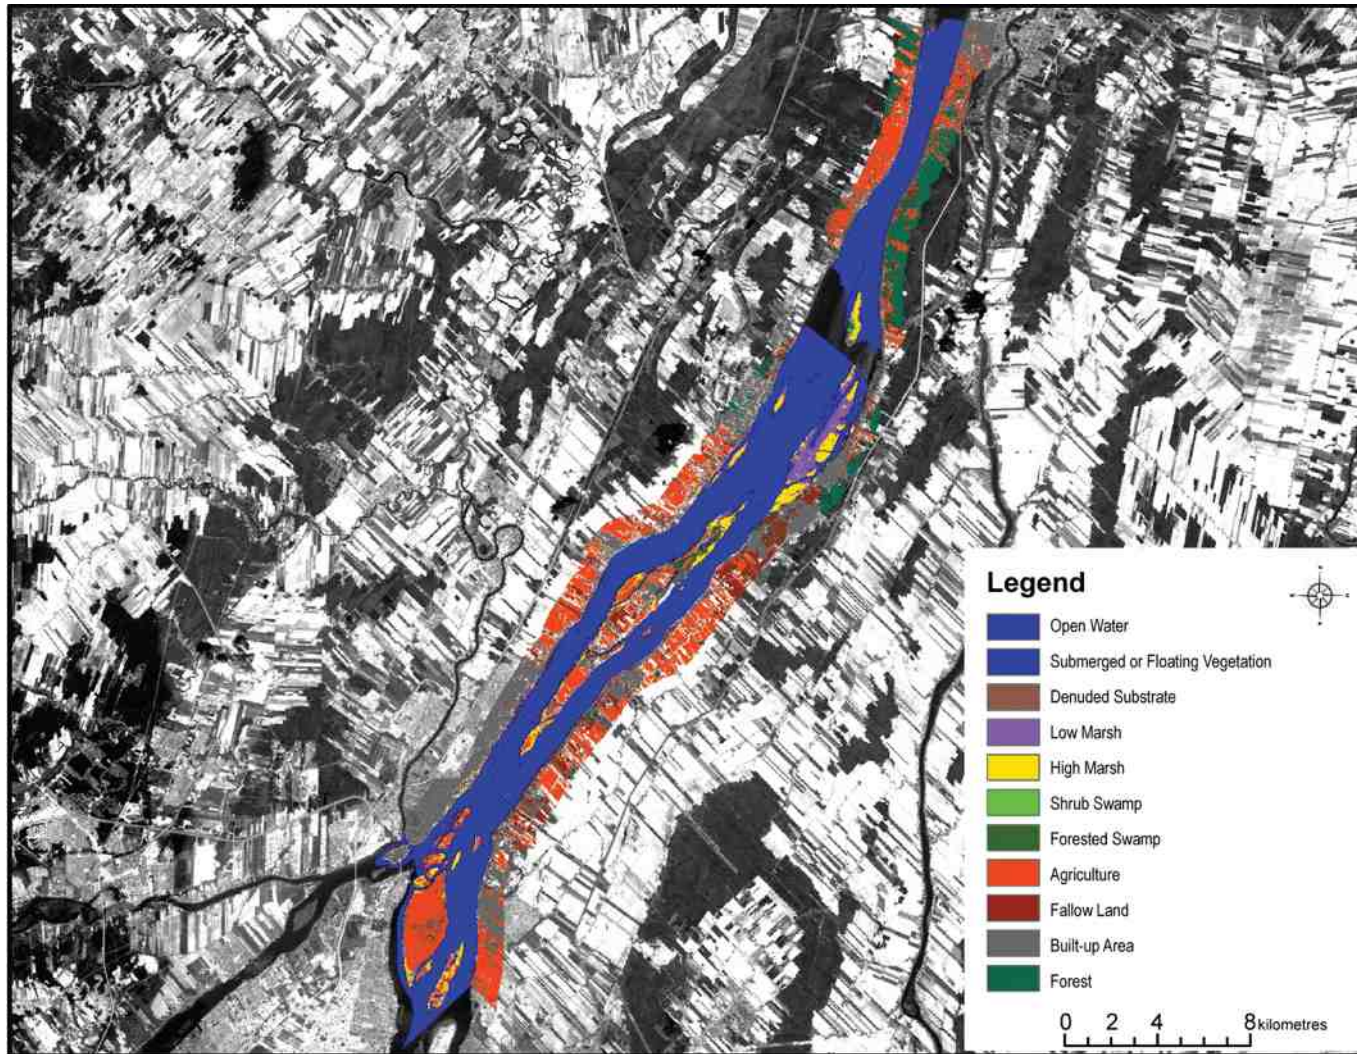 Legend
Open Water
Submerged or Floating Vegetation
Denuded Substrate
Low Marsh
High Marsh
Shrub Swamp
Forested Swamp
Agriculture
Fallow Land
Built-up Area
Forest
0 2 4 8 kilometres